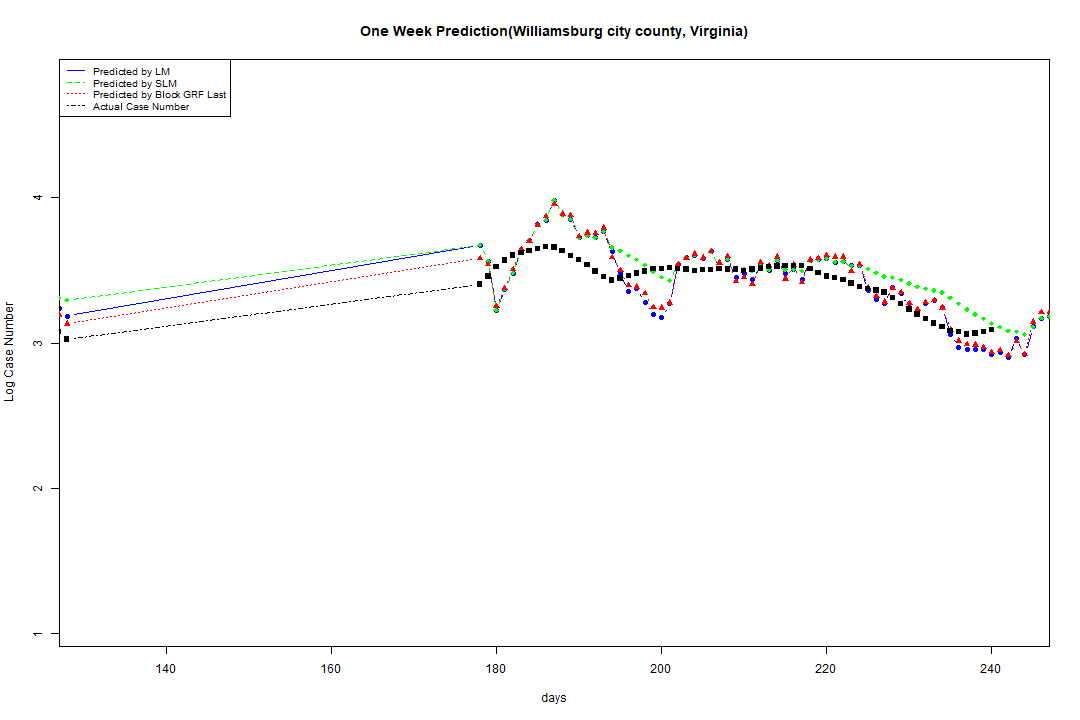 One Week Prediction(Williamsburg city county, Virginia)
Predicted by LM
Predicted by SLM
Predicted by Block GRF Last
Actual Case Number
Log Case Number
4
3
2
1
140 160 180 200 220 240
days